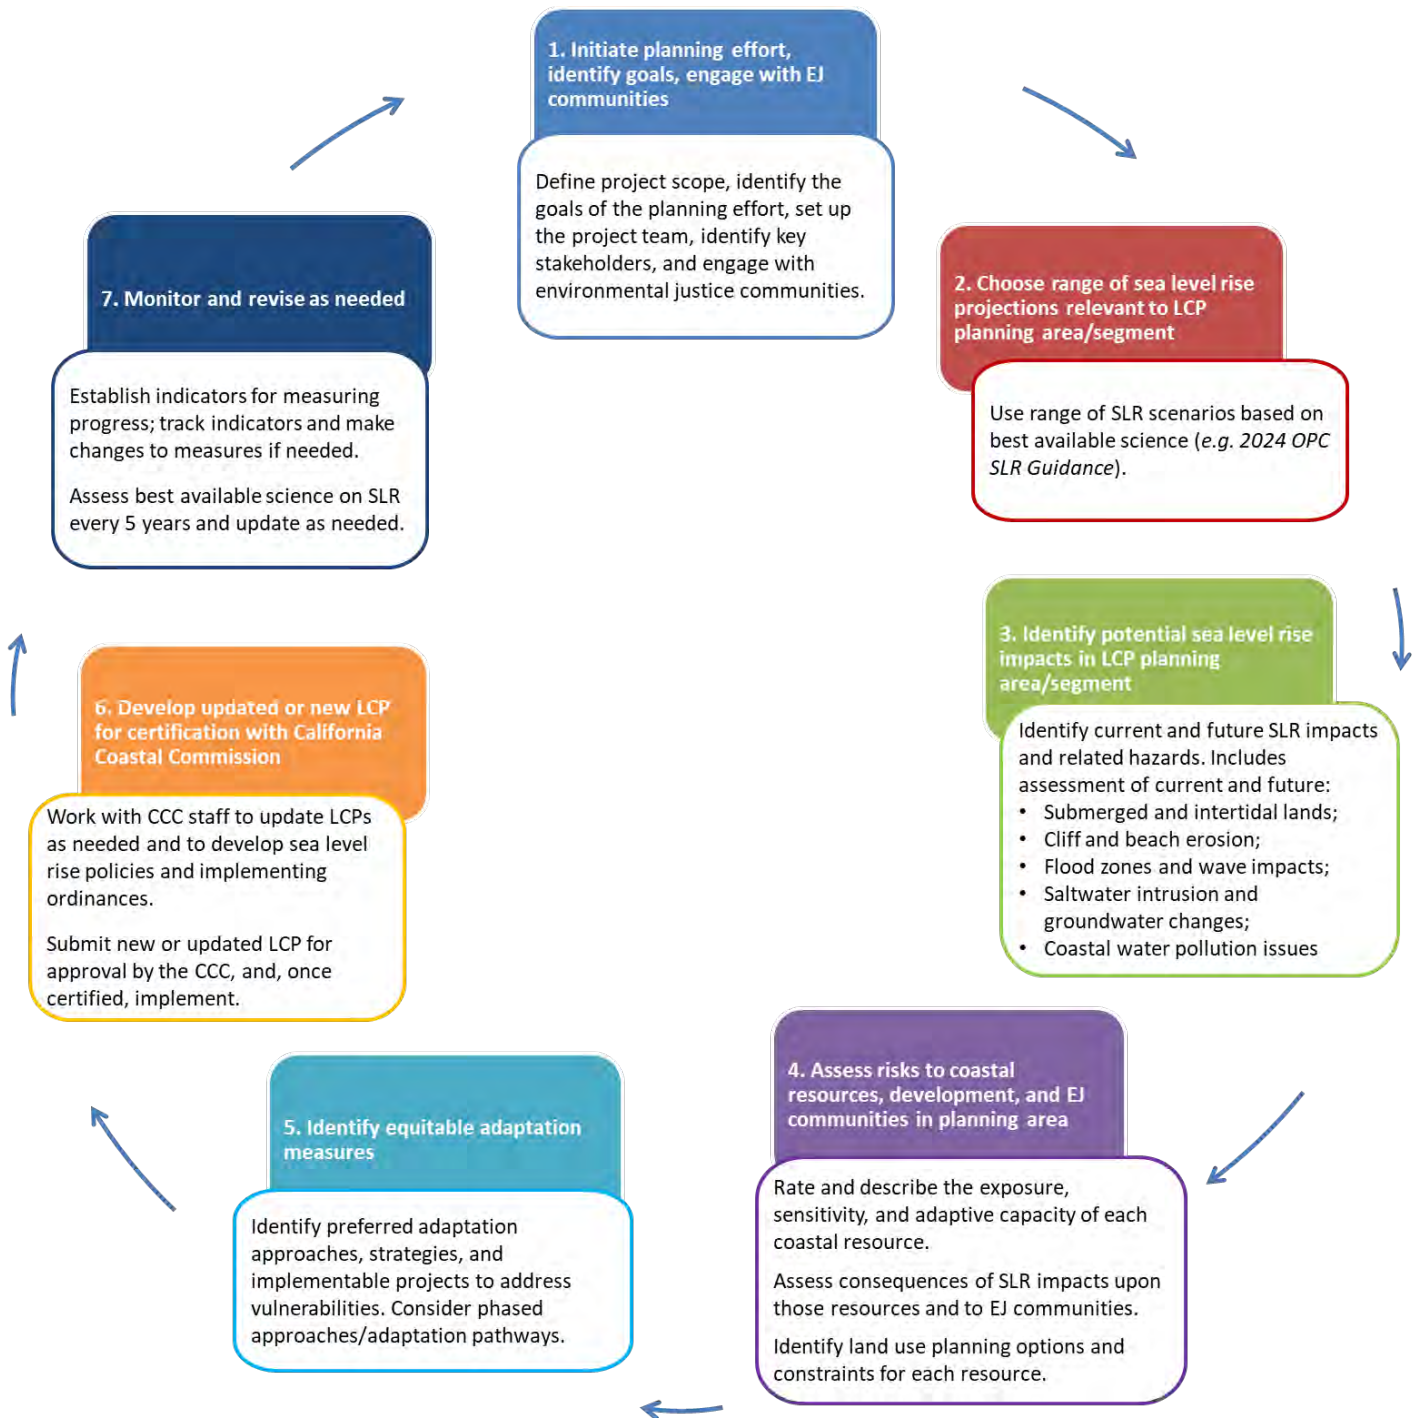 1. Initiate planning effort,
identify goals, engage with EJ
communities
Define project scope, identify the
goals of the planning effort, set up
the project team, identify key
stakeholders, and engage with
environmental justice communities.
2. Choose range of sea level rise
projections relevant to LCP
planning area/segment
Use range of SLR scenarios based on
best available science (e.g. 2024 OPC
SLR Guidance).
3. Identify potential sea level rise
impacts in LCP planning
area/segment
Identify current and future SLR impacts
and related hazards. Includes
assessment of current and future:
• Submerged and intertidal lands;
• Cliff and beach erosion;
• Flood zones and wave impacts;
• Saltwater intrusion and
groundwater changes;
• Coastal water pollution issues
4. Assess risks to coastal
resources, development, and EJ
communities in planning area
Rate and describe the exposure,
sensitivity, and adaptive capacity of each
coastal resource.
Assess consequences of SLR impacts upon
those resources and to EJ communities.
Identify land use planning options and
constraints for each resource.
5. Identify equitable adaptation
measures
Identify preferred adaptation
approaches, strategies, and
implementable projects to address
vulnerabilities. Consider phased
approaches/adaptation pathways.
6. Develop updated or new LCP
for certification with California
Coastal Commission
Work with CCC staff to update LCPs
as needed and to develop sea level
rise policies and implementing
ordinances.
Submit new or updated LCP for
approval by the CCC, and, once
certified, implement.
7. Monitor and revise as needed
Establish indicators for measuring
progress; track indicators and make
changes to measures if needed.
Assess best available science on SLR
every 5 years and update as needed.